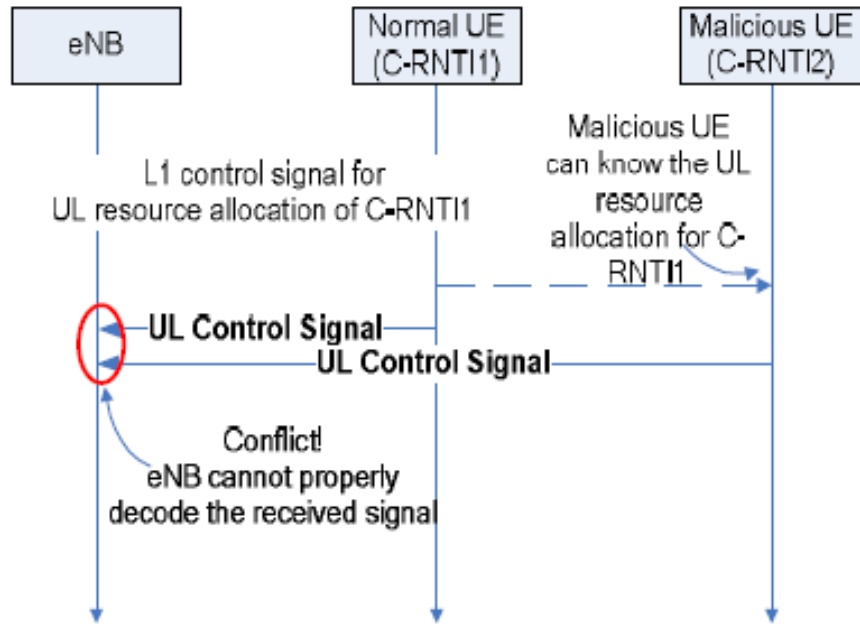 eNB
Normal UE
(C-RNTI1)
Malicious UE
(C-RNTI2)
L1 control signal for
UL resource allocation of C-RNTI1
Malicious UE
can know the UL
resource
allocation for C-
RNTI1
UL Control Signal
UL Control Signal
Conflict!
eNB cannot properly
decode the received signal